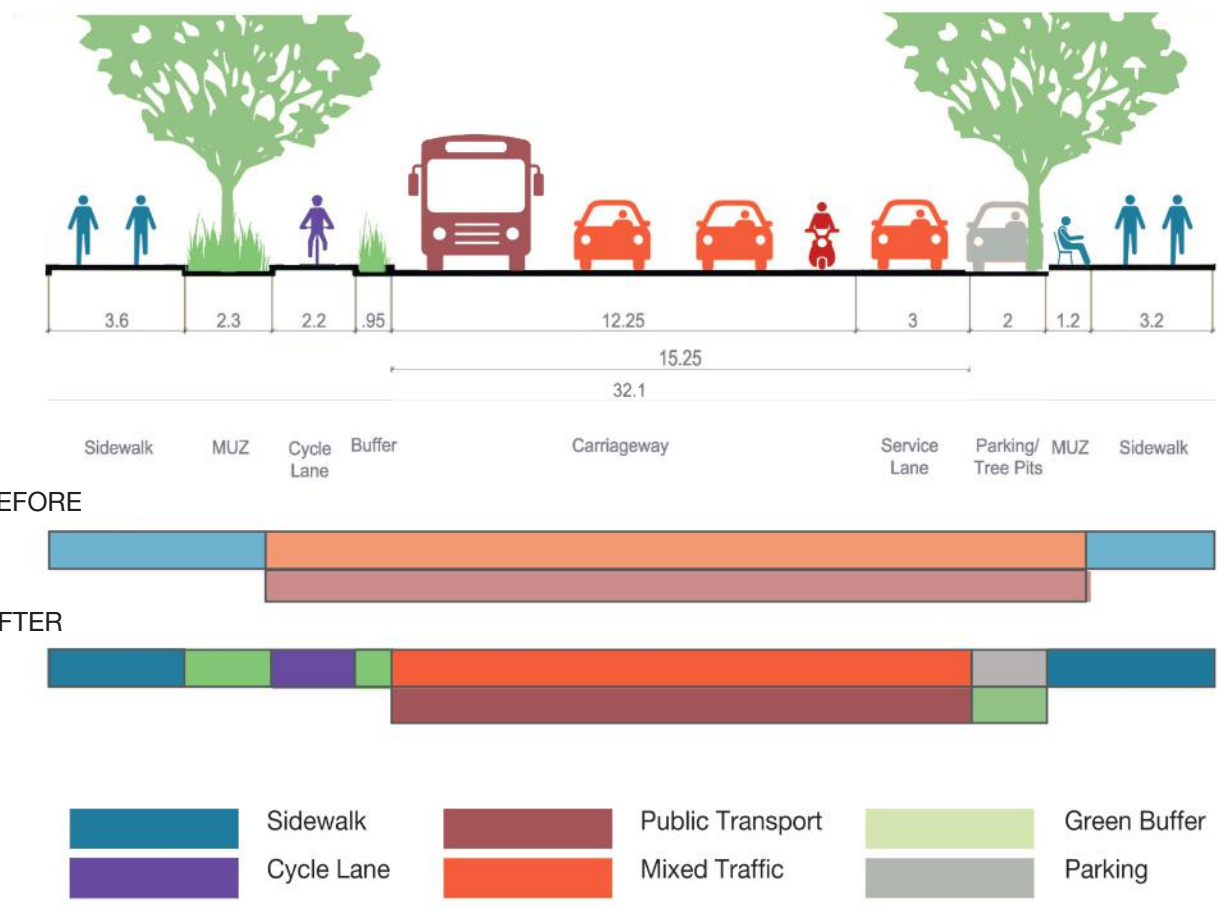 3.6 2.3 2.2 .95 12.25 3 2 1.2 3.2
15.25
32.1
Sidewalk MUZ Cycle Lane Buffer Carriageway Service Lane Parking/ Tree Pits MUZ Sidewalk
EFORE
FTER
Sidewalk Public Transport Green Buffer
Cycle Lane Mixed Traffic Parking